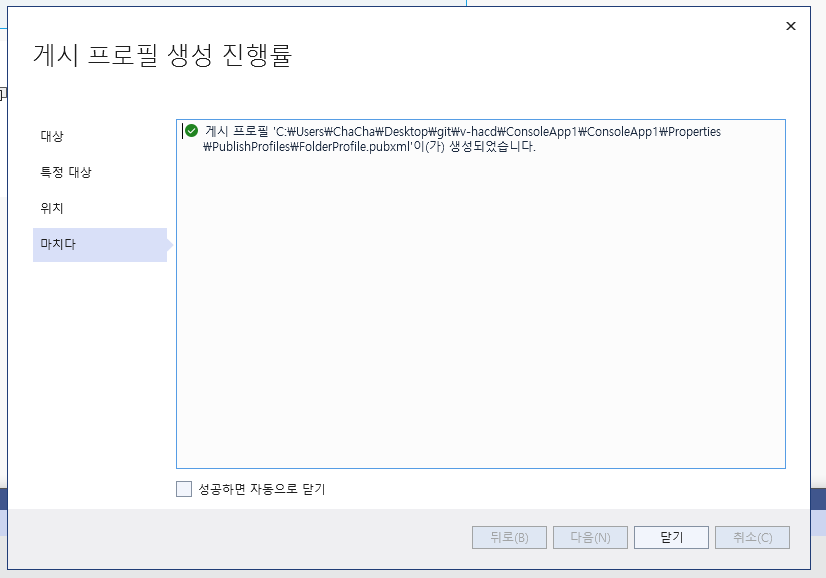 게시 프로필 생성 진행률
대상
특정 대상
위치
마치다
게시 프로필 'C:₩Users₩ChaCha₩Desktop₩git₩v-hacd₩ConsoleApp1₩ConsoleApp1₩Properties
₩PublishProfiles₩FolderProfile.pubxml'이(가) 생성되었습니다.
성공하면 자동으로 닫기
뒤로(B)
다음(N)
닫기
취소(C)